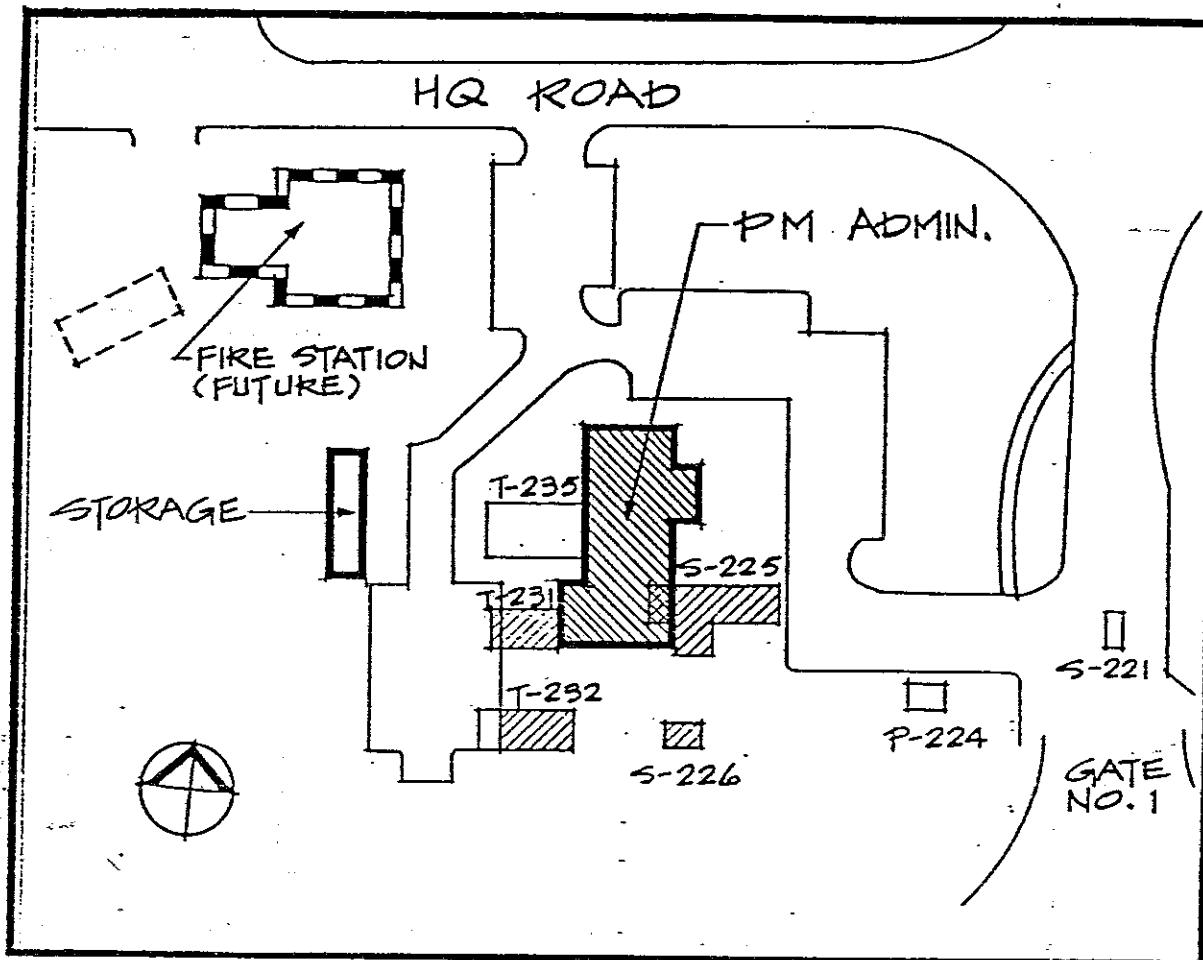 HQ ROAD
PM ADMIN.
FIRE STATION
(FUTURE)
T-235
STORAGE
S-225
T-231
S-221
T-232
P-224
S-226
GATE
NO. 1